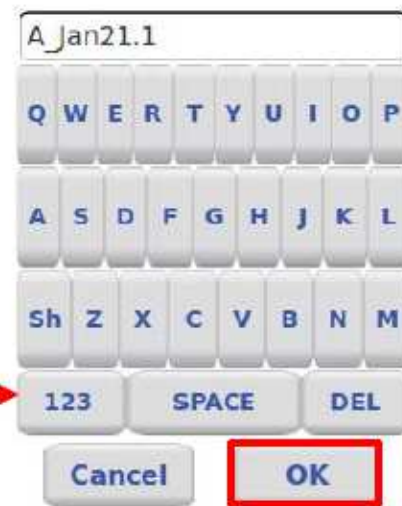 A_Jan21.1
Q W E R T Y U I O P
A S D F G H J K L
Sh Z X C V B N M
123 SPACE DEL
Cancel OK